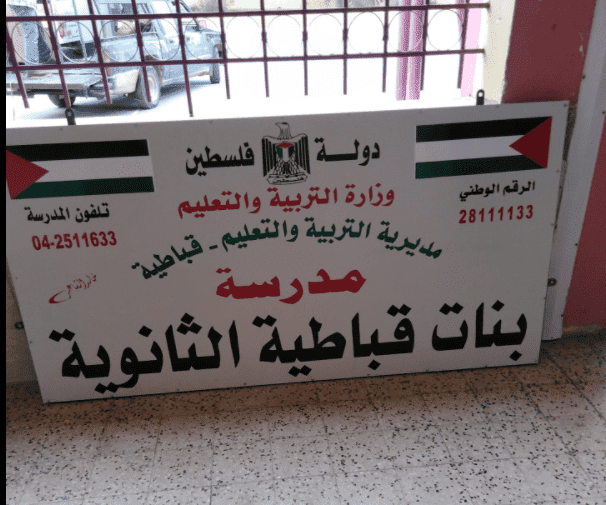 دولة فلسطين
وزارة التربية والتعليم
الرقم الوطني
28111133
تلفون المدرسة
04-2511633
مديرية التربية والتعليم - قباطية
مدرسة
بنات قباطية الثانوية